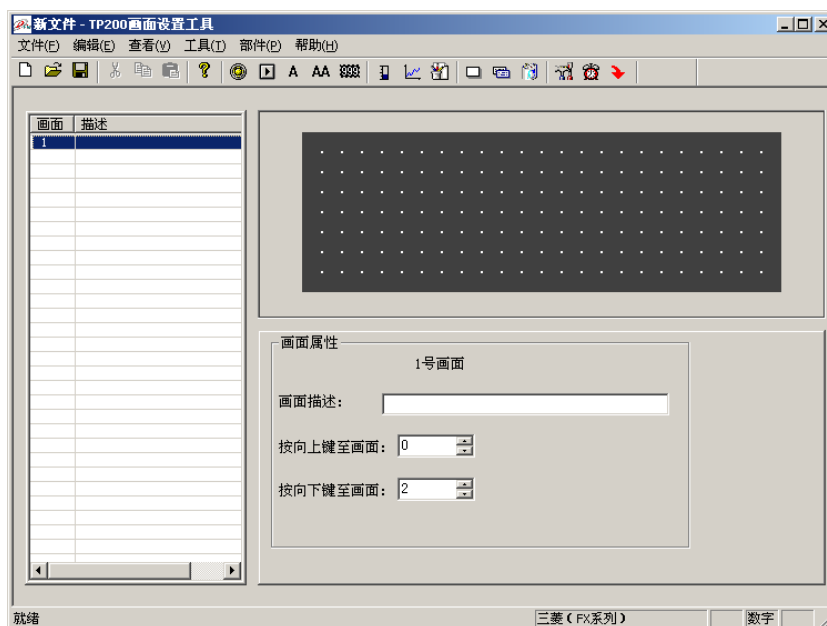 新文件 - TP200画面设置工具
文件(F) 编辑(E) 查看(V) 工具(T) 部件(P) 帮助(H)
A AA
画面 描述
1
画面属性
1号画面
画面描述:
按向上键至画面: 0
按向下键至画面: 2
就绪 三菱(FX系列) 数字